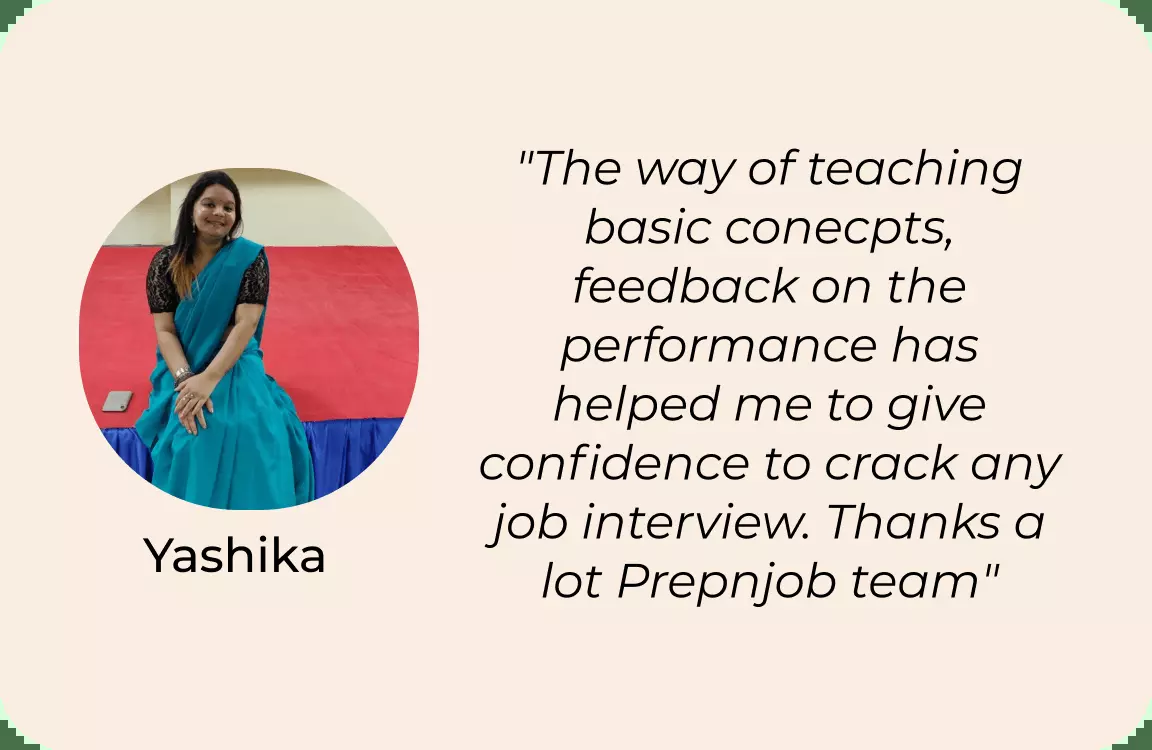 "The way of teaching
basic conecpts,
feedback on the
performance has
helped me to give
confidence to crack any
job interview. Thanks a
lot Prepnjob team"
Yashika